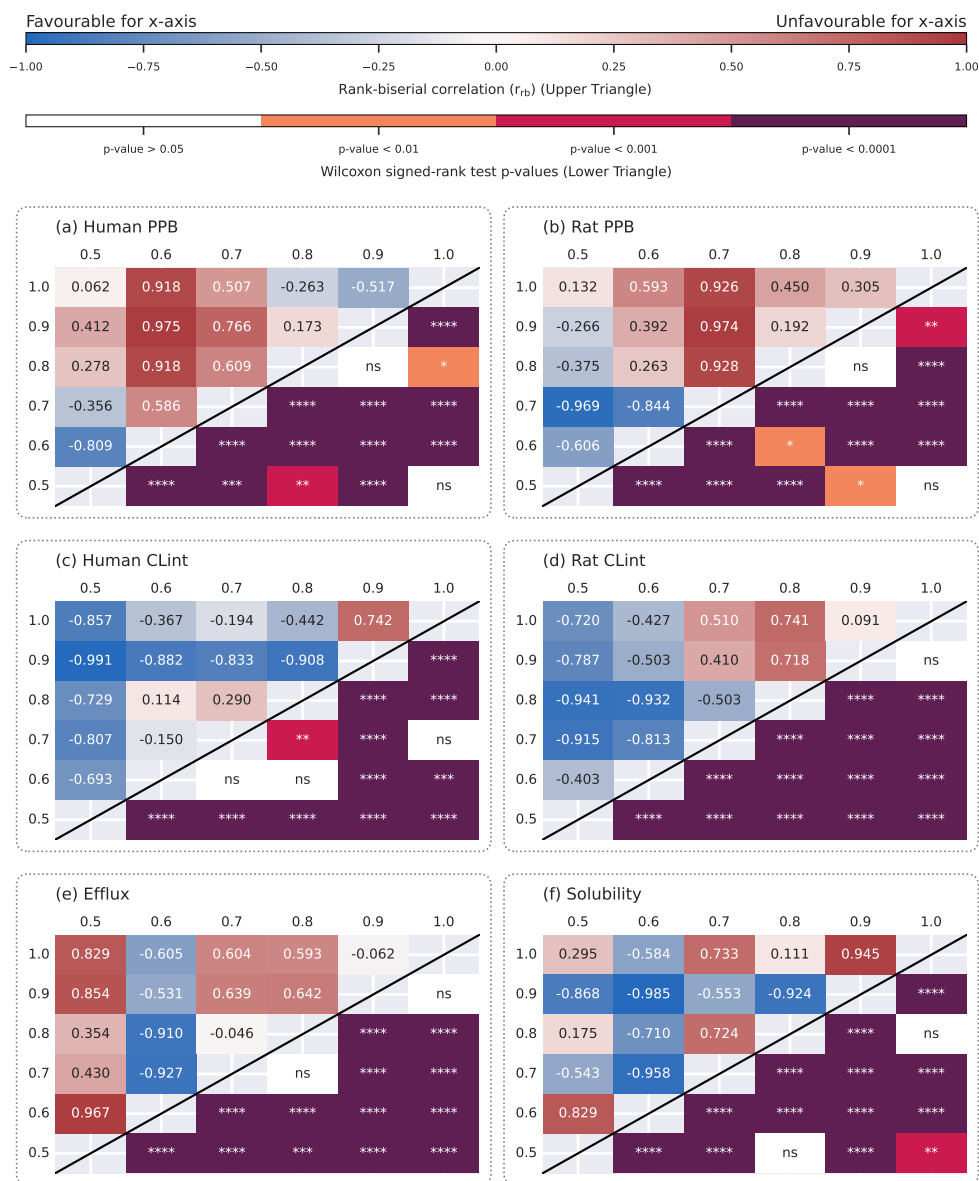 Favourable for x-axis Unfavourable for x-axis
−1.00 −0.75 −0.50 −0.25 0.00 0.25 0.50 0.75 1.00
Rank-biserial correlation (rrb) (Upper Triangle)
p-value > 0.05 p-value < 0.01 p-value < 0.001 p-value < 0.0001
Wilcoxon signed-rank test p-values (Lower Triangle)
(a) Human PPB
0.5 0.6 0.7 0.8 0.9 1.0
1.0 0.062 0.918 0.507 -0.263 -0.517
0.9 0.412 0.975 0.766 0.173 ****
0.8 0.278 0.918 0.609 ns *
0.7 -0.356 0.586 **** **** ****
0.6 -0.809 **** **** **** ****
0.5 **** *** ** **** ns
(b) Rat PPB
0.5 0.6 0.7 0.8 0.9 1.0
1.0 0.132 0.593 0.926 0.450 0.305
0.9 -0.266 0.392 0.974 0.192 **
0.8 -0.375 0.263 0.928 ns ****
0.7 -0.969 -0.844 **** **** ****
0.6 -0.606 **** * **** ****
0.5 **** **** **** * ns
(c) Human CLint
0.5 0.6 0.7 0.8 0.9 1.0
1.0 -0.857 -0.367 -0.194 -0.442 0.742
0.9 -0.991 -0.882 -0.833 -0.908 ****
0.8 -0.729 0.114 0.290 **** ****
0.7 -0.807 -0.150 ** **** ns
0.6 -0.693 ns ns **** ***
0.5 **** **** **** **** ****
(d) Rat CLint
0.5 0.6 0.7 0.8 0.9 1.0
1.0 -0.720 -0.427 0.510 0.741 0.091
0.9 -0.787 -0.503 0.410 0.718 ns
0.8 -0.941 -0.932 -0.503 **** ****
0.7 -0.915 -0.813 **** **** ****
0.6 -0.403 **** **** **** ****
0.5 **** **** **** **** ****
(e) Efflux
0.5 0.6 0.7 0.8 0.9 1.0
1.0 0.829 -0.605 0.604 0.593 -0.062
0.9 0.854 -0.531 0.639 0.642 ns
0.8 0.354 -0.910 -0.046 **** ****
0.7 0.430 -0.927 ns **** ****
0.6 0.967 **** **** **** ****
0.5 **** **** *** **** ****
(f) Solubility
0.5 0.6 0.7 0.8 0.9 1.0
1.0 0.295 -0.584 0.733 0.111 0.945
0.9 -0.868 -0.985 -0.553 -0.924 ****
0.8 0.175 -0.710 0.724 **** ns
0.7 -0.543 -0.958 **** **** ****
0.6 0.829 **** **** **** ****
0.5 **** **** ns **** **